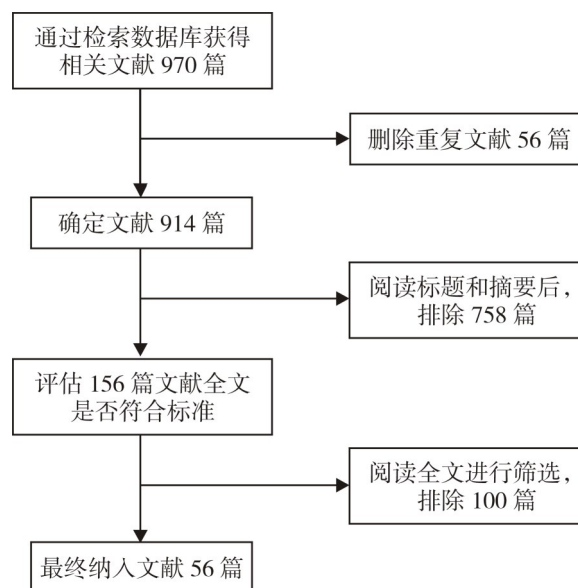 通过检索数据库获得
相关文献 970 篇
删除重复文献 56 篇
确定文献 914 篇
阅读标题和摘要后，
排除 758 篇
评估 156 篇文献全文
是否符合标准
阅读全文进行筛选，
排除 100 篇
最终纳入文献 56 篇